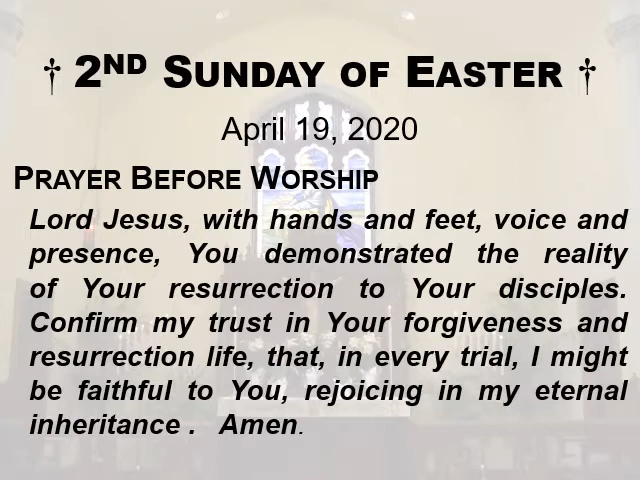 † 2ND SUNDAY OF EASTER †
April 19, 2020
PRAYER BEFORE WORSHIP
Lord Jesus, with hands and feet, voice and
presence, You demonstrated the reality
of Your resurrection to Your disciples.
Confirm my trust in Your forgiveness and
resurrection life, that, in every trial, I might
be faithful to You, rejoicing in my eternal
inheritance . Amen.